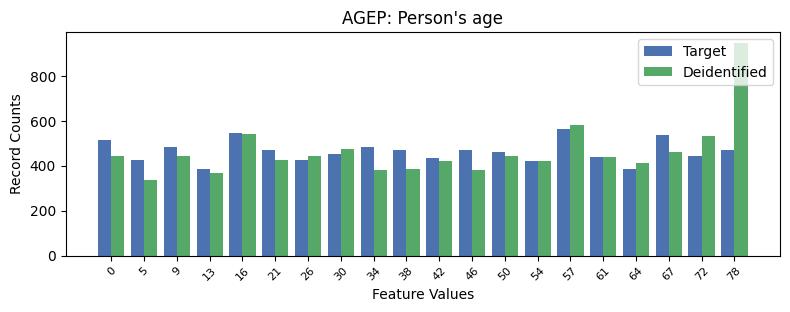 AGEP: Person's age
Target
Deidentified
Record Counts
800
600
400
200
0
0 5 9 13 16 21 26 30 34 38 42 46 50 54 57 61 64 67 72 78
Feature Values